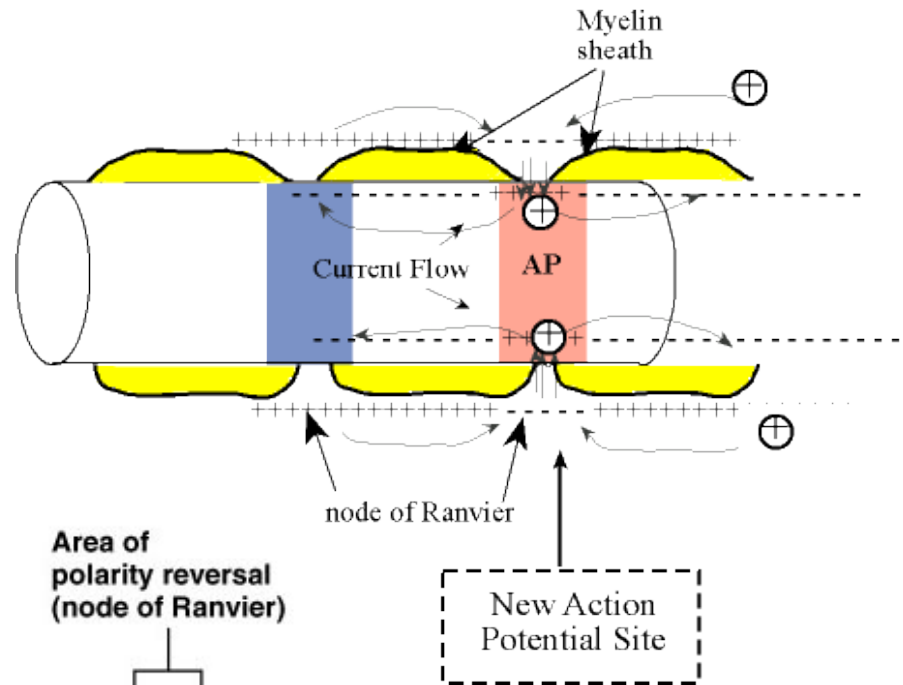 Myelin
sheath
Current Flow
AP
node of Ranvier
Area of
polarity reversal
(node of Ranvier)
New Action
Potential Site